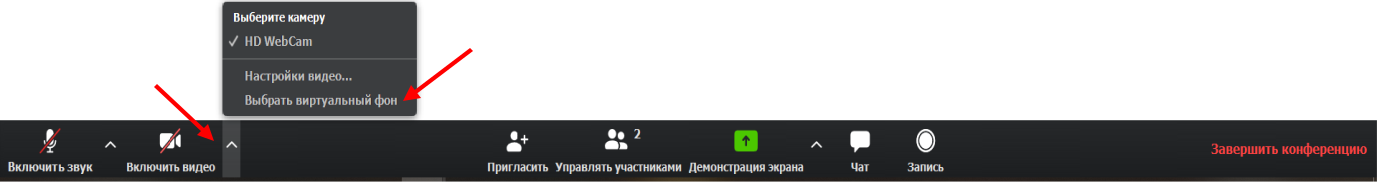 Выберите камеру
✓ HD WebCam
Настройки видео...
Выбрать виртуальный фон
2
Включить звук
Включить видео
Пригласить
Управлять участниками
Демонстрация экрана
Чат
Запись
Завершить конференцию